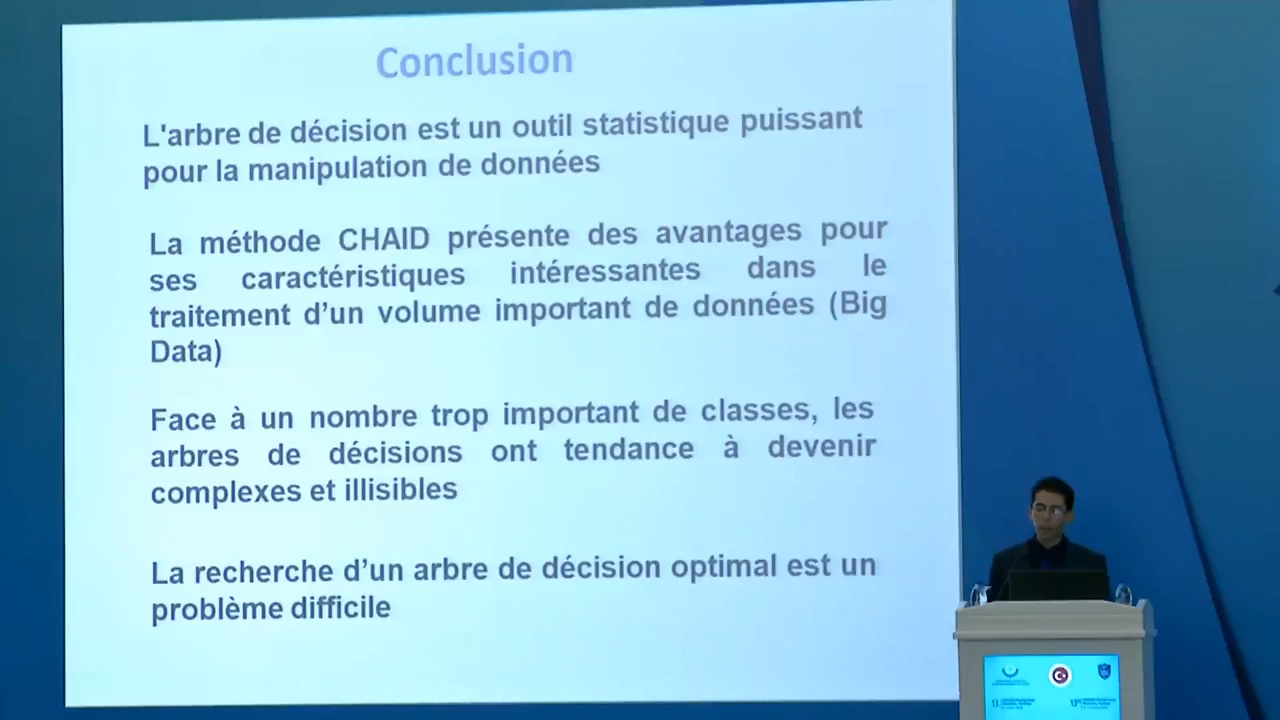 Conclusion
L'arbre de décision est un outil statistique puissant
pour la manipulation de données
La méthode CHAID présente des avantages pour
ses caractéristiques intéressantes dans le
traitement d’un volume important de données (Big
Data)
Face à un nombre trop important de classes, les
arbres de décisions ont tendance à devenir
complexes et illisibles
La recherche d’un arbre de décision optimal est un
problème difficile